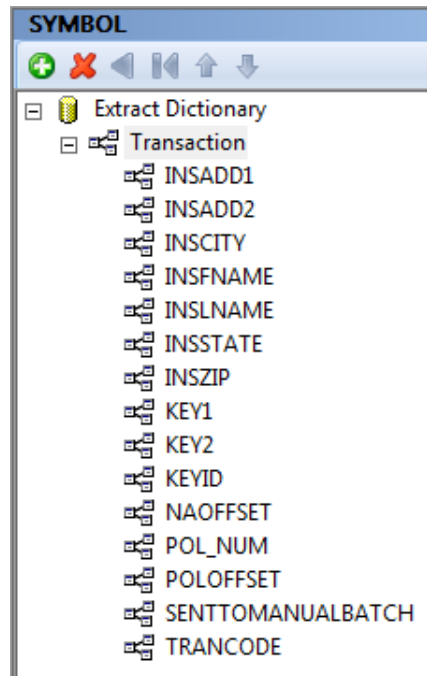 SYMBOL
Extract Dictionary
Transaction
INSADD1
INSADD2
INSCITY
INSFNAME
INSLNAME
INSSTATE
INSZIP
KEY1
KEY2
KEYID
NAOFFSET
POL_NUM
POLOFFSET
SENTTOMANUALBATCH
TRANCODE